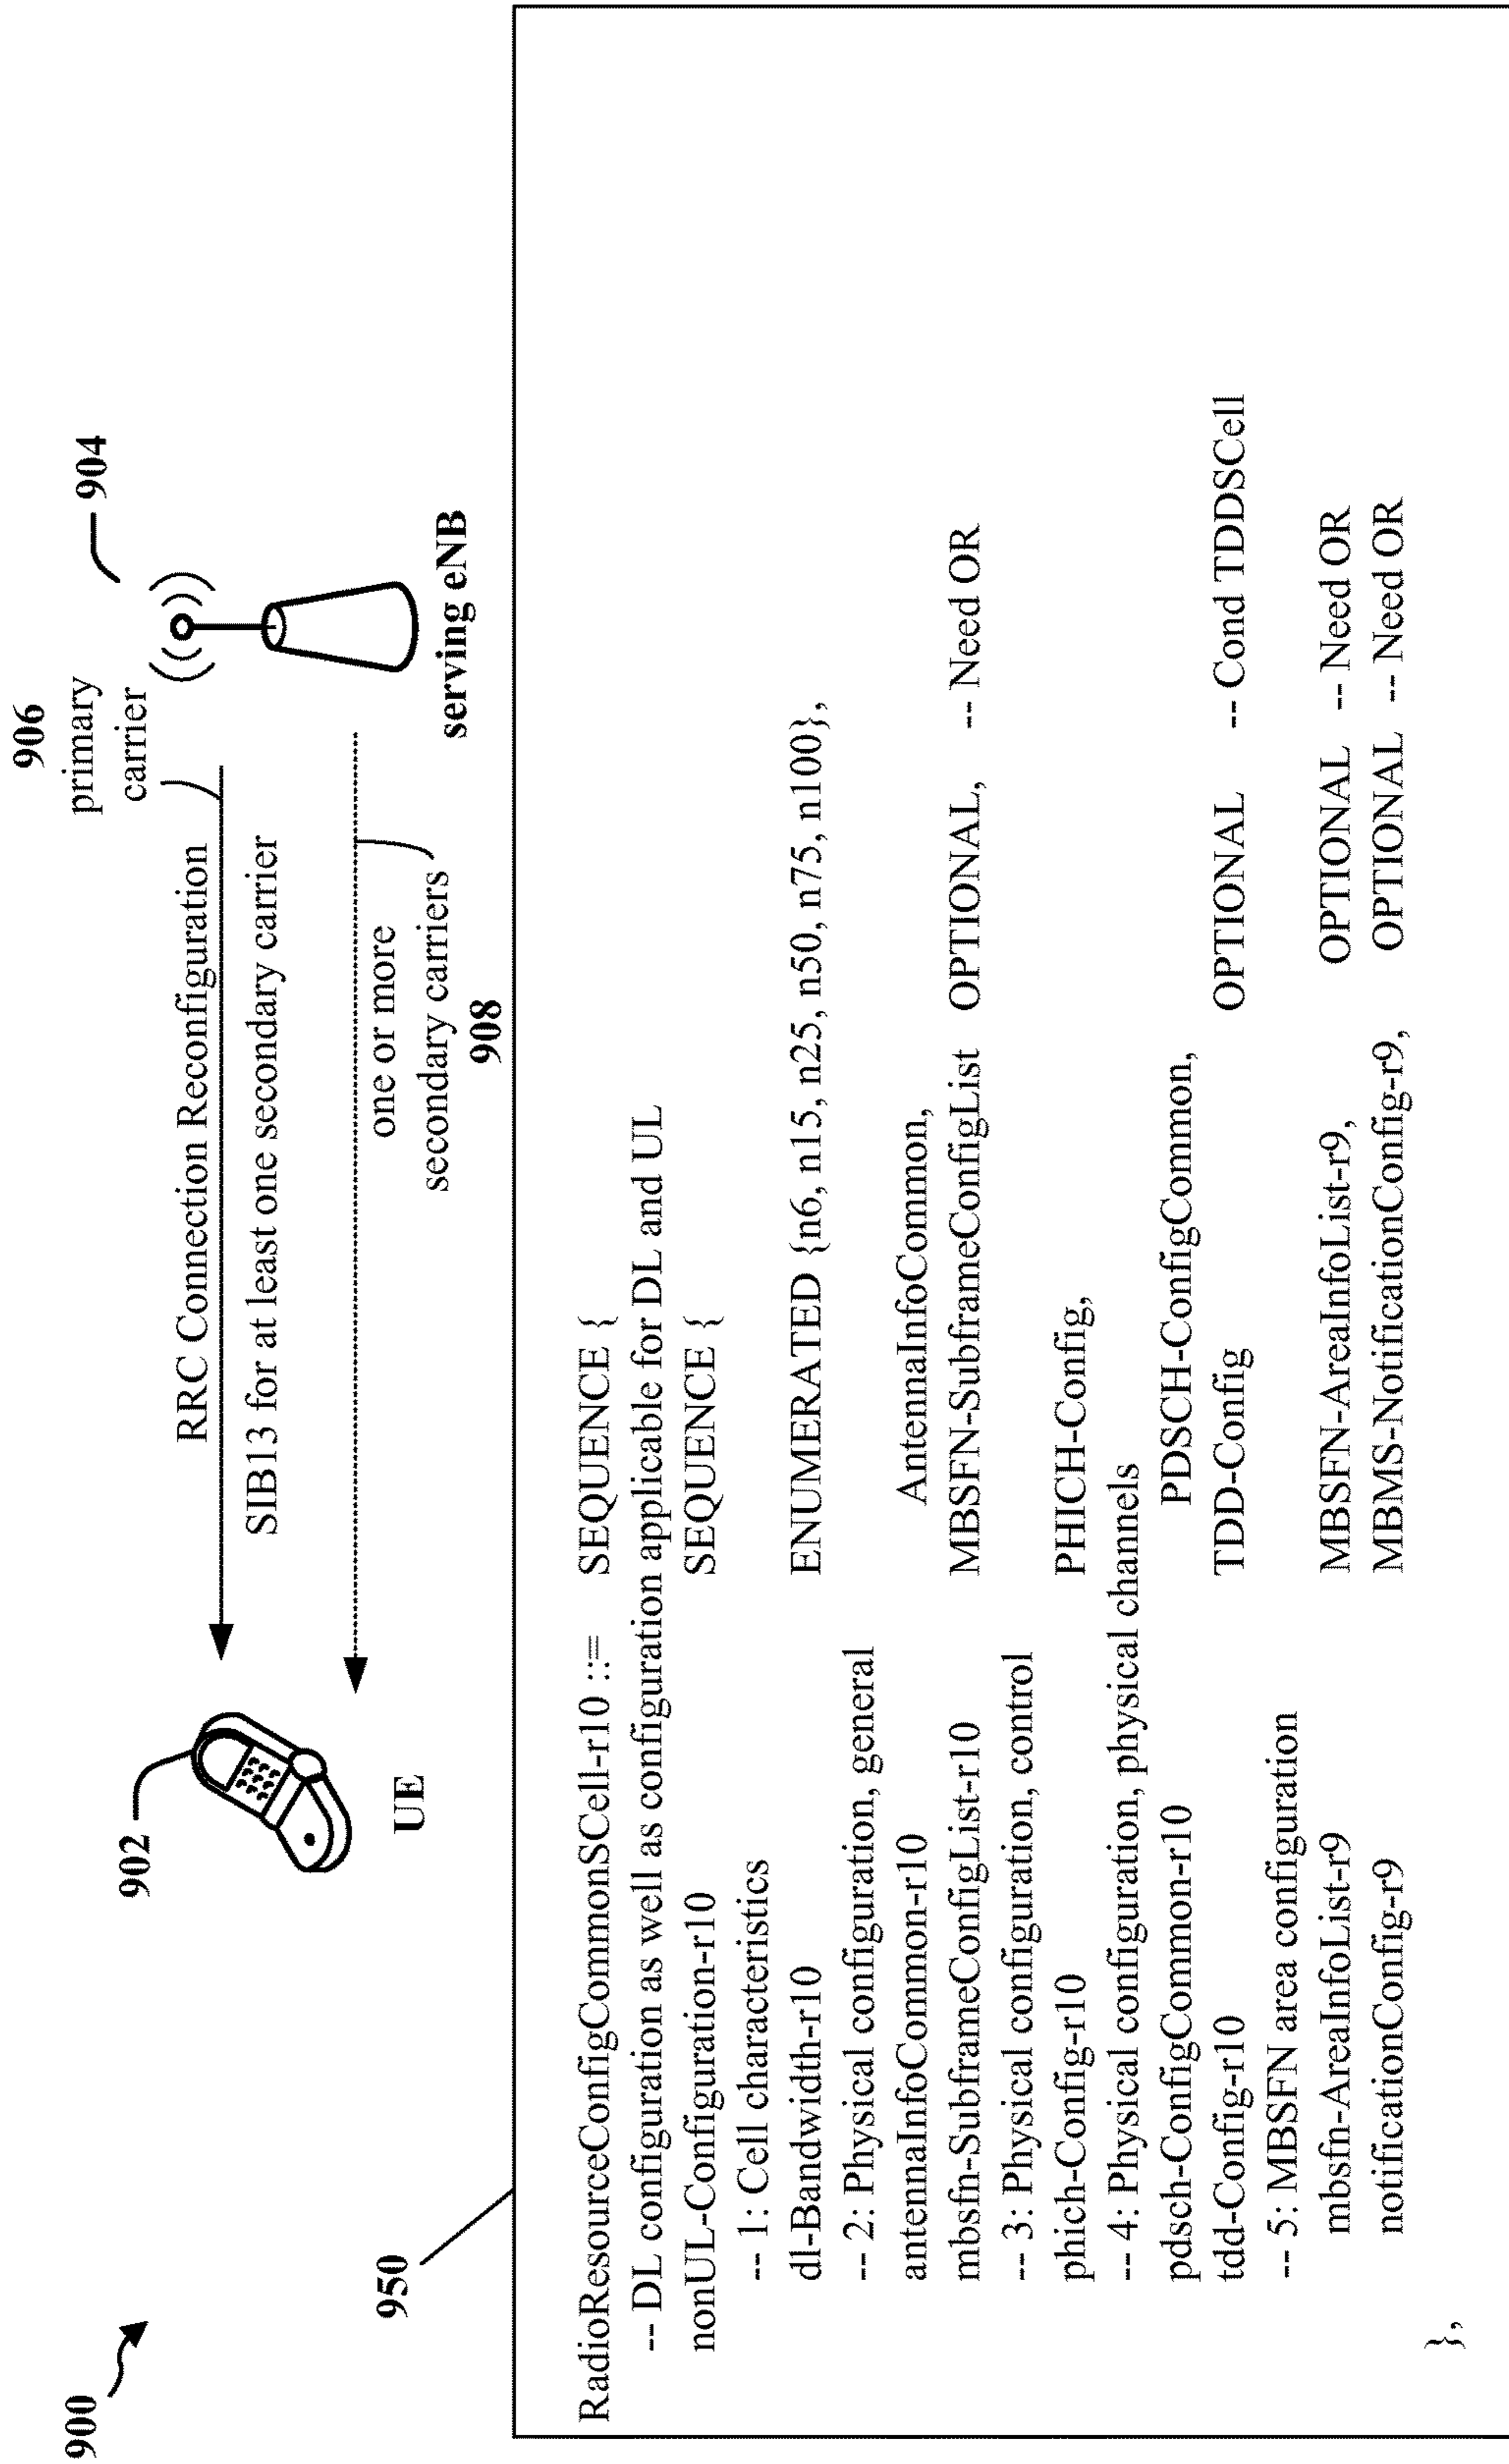 900
902
UE
RRC Connection Reconfiguration
SIB13 for at least one secondary carrier
906
primary
carrier
904
serving eNB
one or more
secondary carriers
908
950
RadioResourceConfigCommonSCell-r10 ::= SEQUENCE {
-- DL configuration as well as configuration applicable for DL and UL
nonUL-Configuration-r10 SEQUENCE {
-- 1: Cell characteristics
dl-Bandwidth-r10 ENUMERATED {n6, n15, n25, n50, n75, n100},
-- 2: Physical configuration, general
antennaInfoCommon-r10 AntennaInfoCommon,
mbsfn-SubframeConfigList-r10 MBSFN-SubframeConfigList OPTIONAL, -- Need OR
-- 3: Physical configuration, control
phich-Config-r10 PHICH-Config,
-- 4: Physical configuration, physical channels
pdsch-ConfigCommon-r10 PDSCH-ConfigCommon,
tdd-Config-r10 TDD-Config OPTIONAL -- Cond TDDSCell
-- 5: MBSFN area configuration
mbsfn-AreaInfoList-r9 MBSFN-AreaInfoList-r9, OPTIONAL -- Need OR
notificationConfig-r9 MBMS-NotificationConfig-r9, OPTIONAL -- Need OR
},